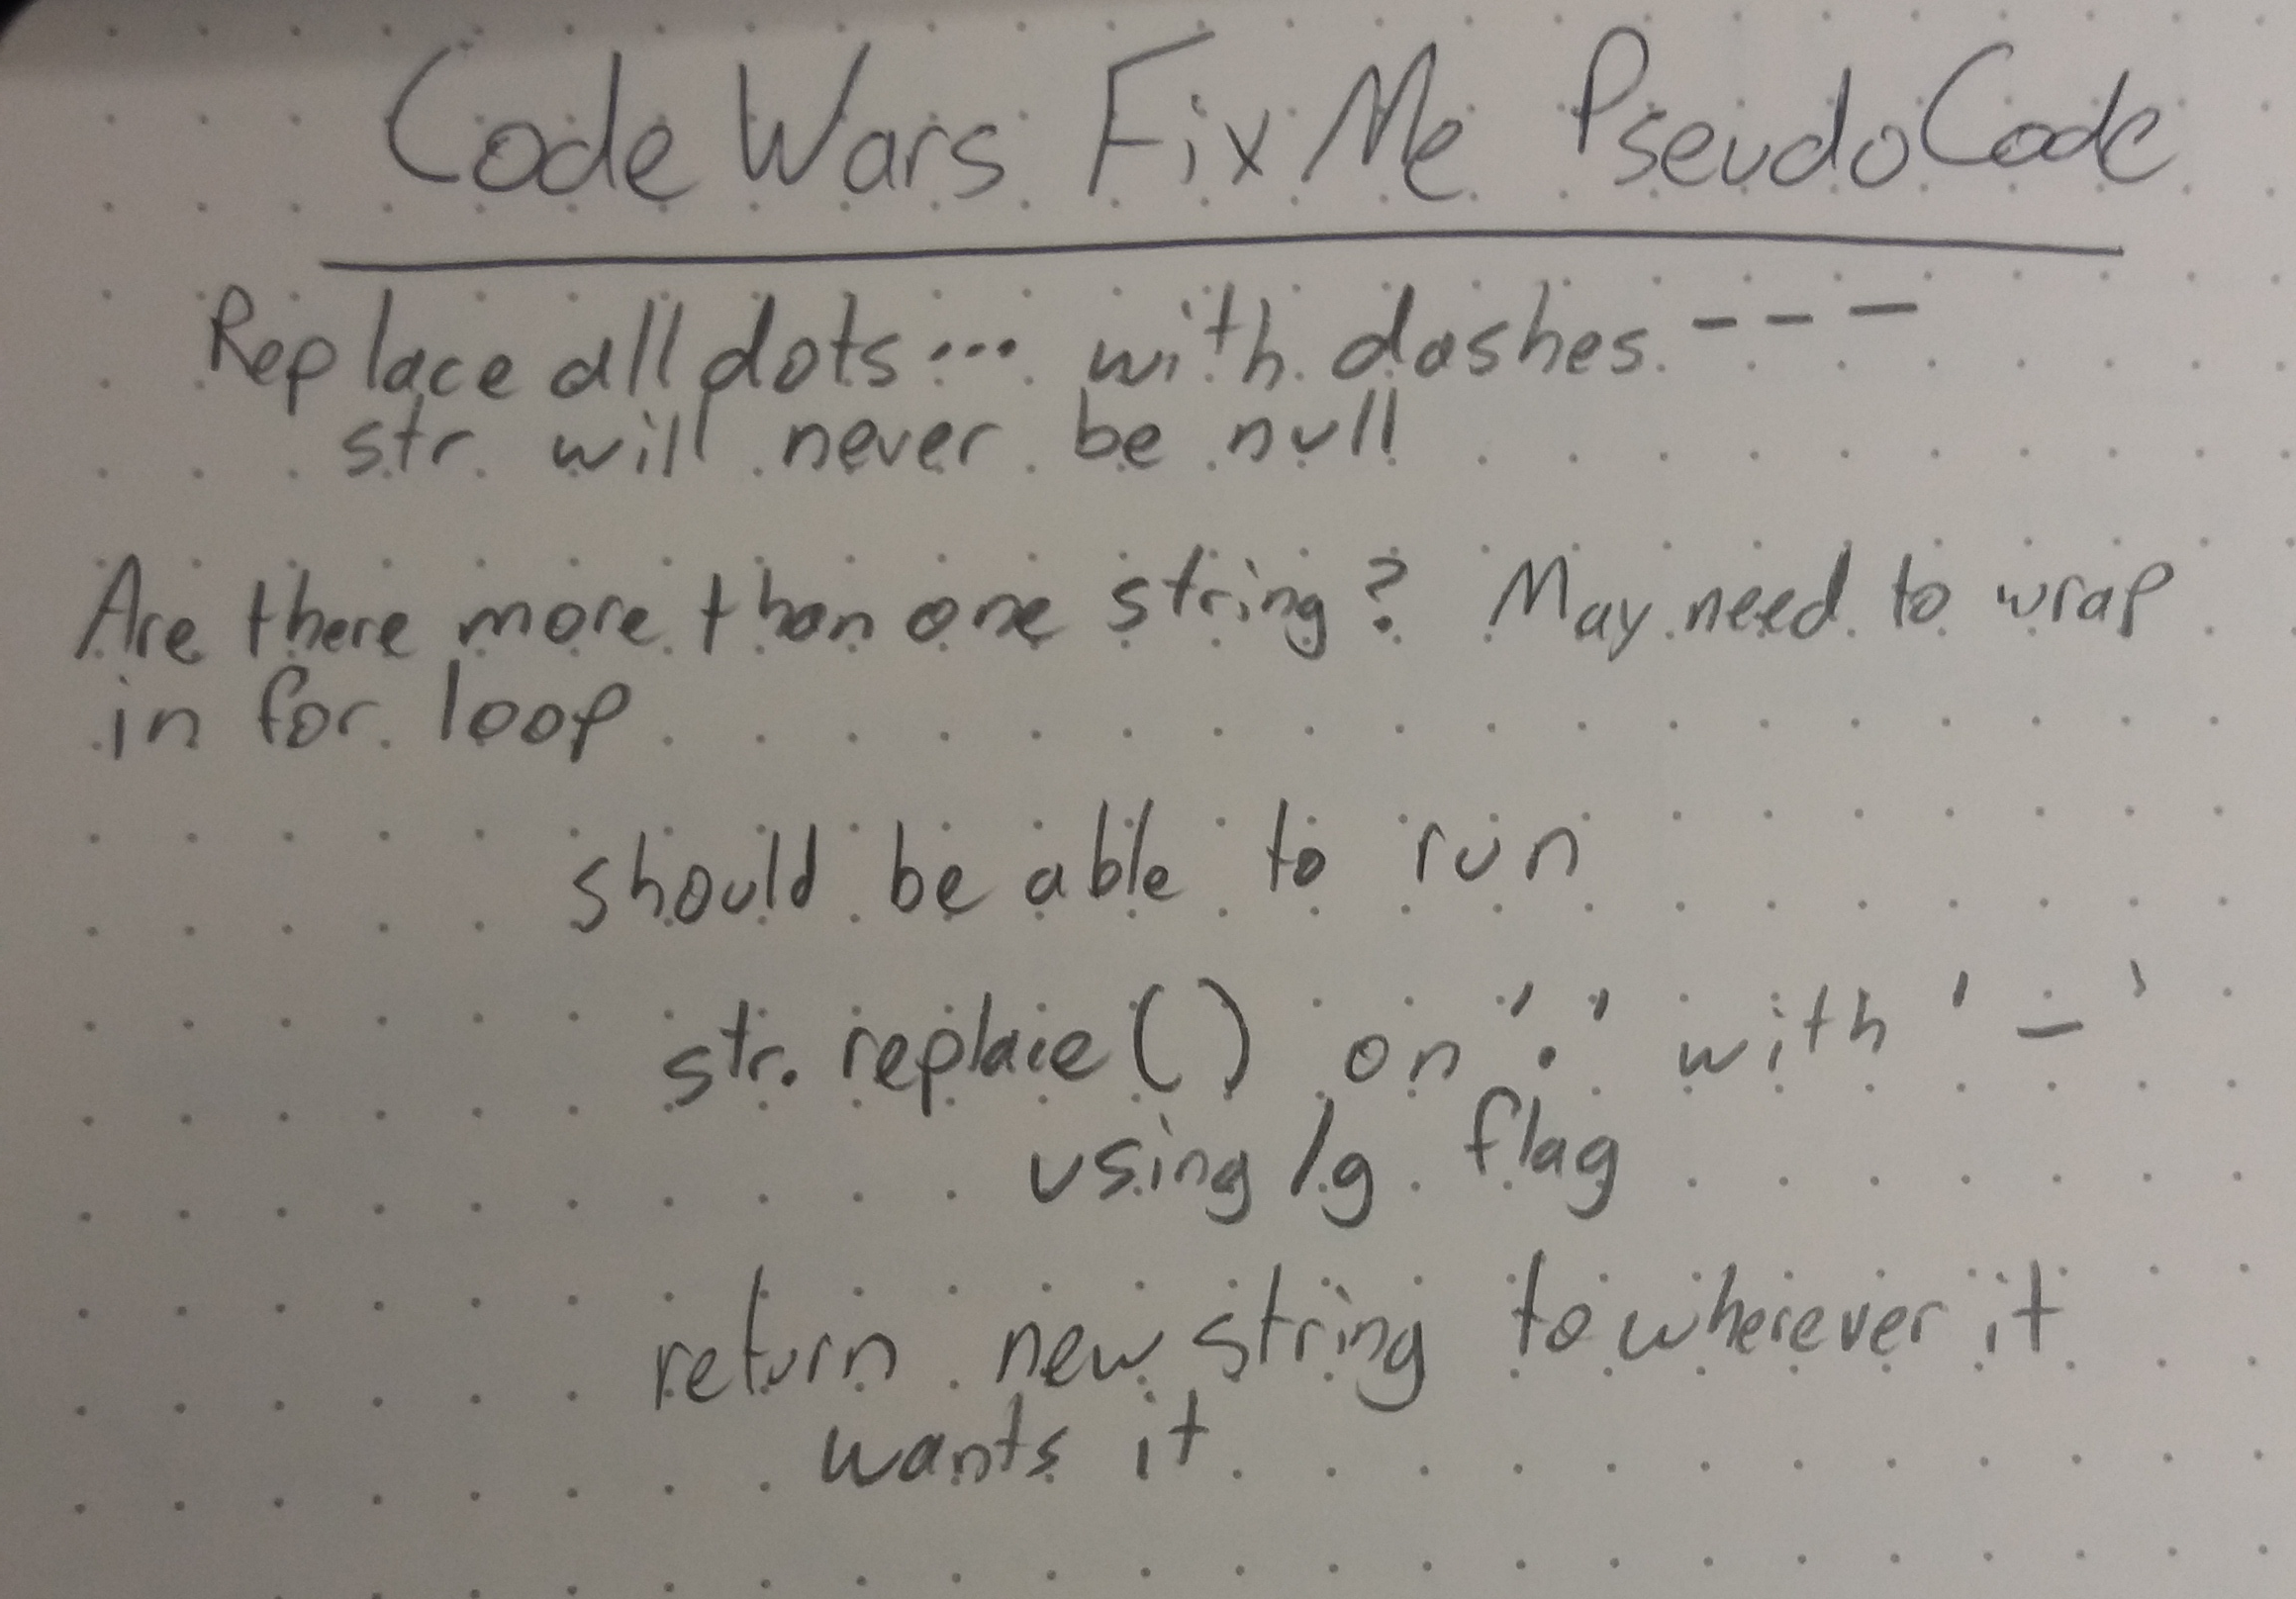 Code Wars Fix Me PseudoCode
Replace all dots... with dashes - - -
str will never be null
Are there more than one string? May need to wrap
in for loop
should be able to run
str.replace() on '.' with '-'
using /g flag
return new string to wherever it
wants it